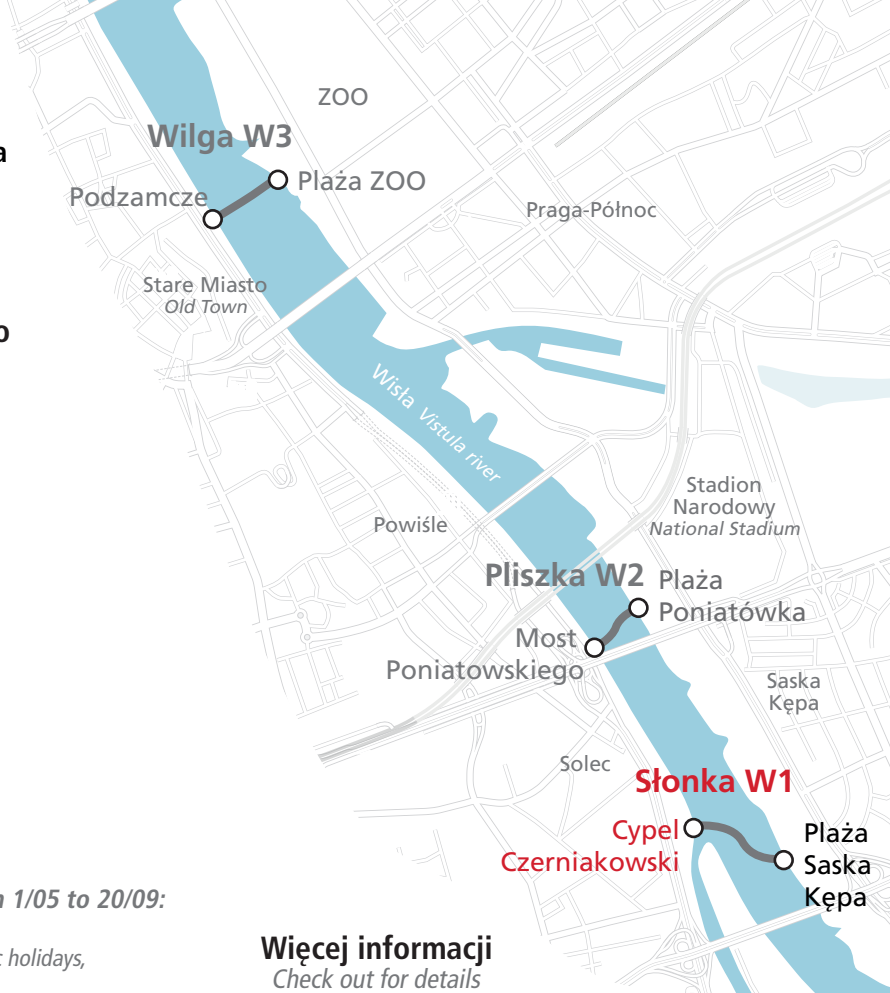 ZOO
Wilga W3
a
Plaża ZOO
Podzamcze
Praga-Północ
Stare Miasto
Old Town
o
Wisła Vistula river
Stadion
Narodowy
National Stadium
Powiśle
Pliszka W2
Plaża
Poniatówka
Most
Poniatowskiego
Saska
Kępa
Solec
Słonka W1
Cypel
Czerniakowski
Plaża
Saska
Kępa
n 1/05 to 20/09:
holidays,
Więcej informacji
Check out for details